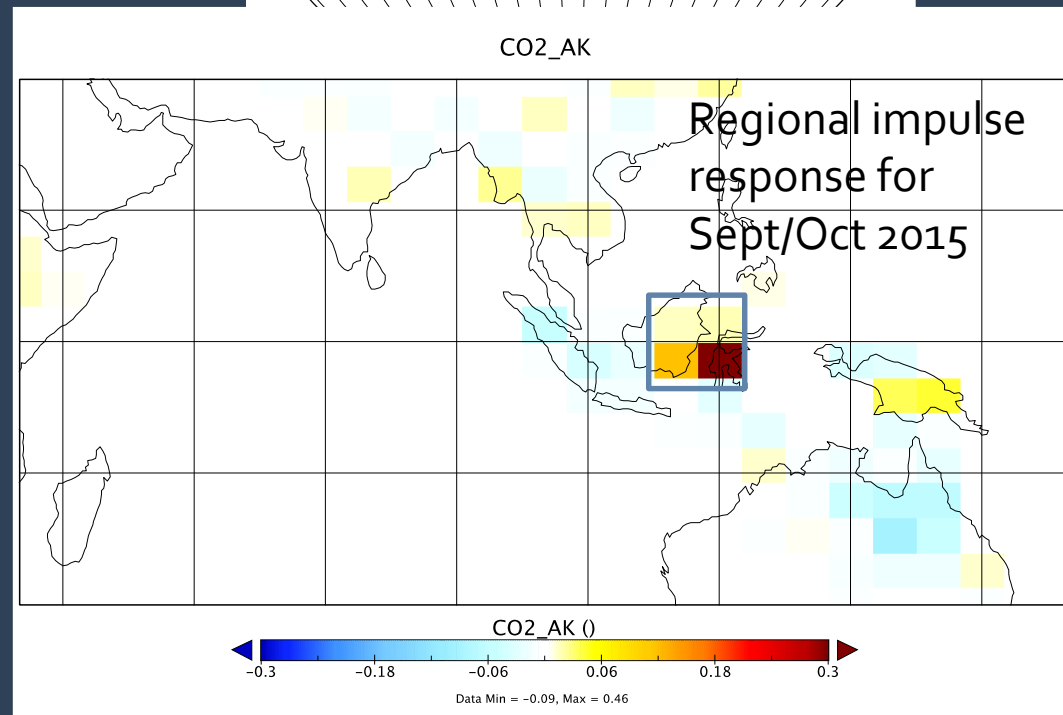 CO2_AK
Regional impulse
response for
Sept/Oct 2015
CO2_AK ()
-0.3 -0.18 -0.06 0.06 0.18 0.3
Data Min = -0.09, Max = 0.46